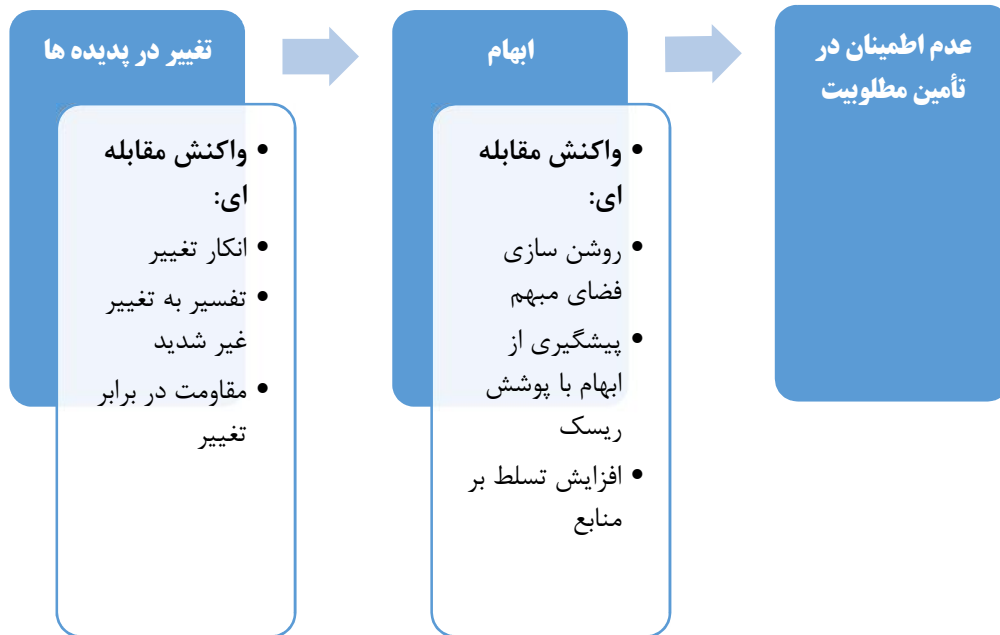 تغییر در پدیده ها
• واکنش مقابله
ای:
• انکار تغییر
• تفسیر به تغییر
غیر شدید
• مقاومت در برابر
تغییر
ابهام
• واکنش مقابله
ای:
• روشن سازی
فضای مبهم
• پیشگیری از
ابهام با پوشش
ریسک
• افزایش تسلط بر
منابع
عدم اطمینان در
تأمین مطلوبیت